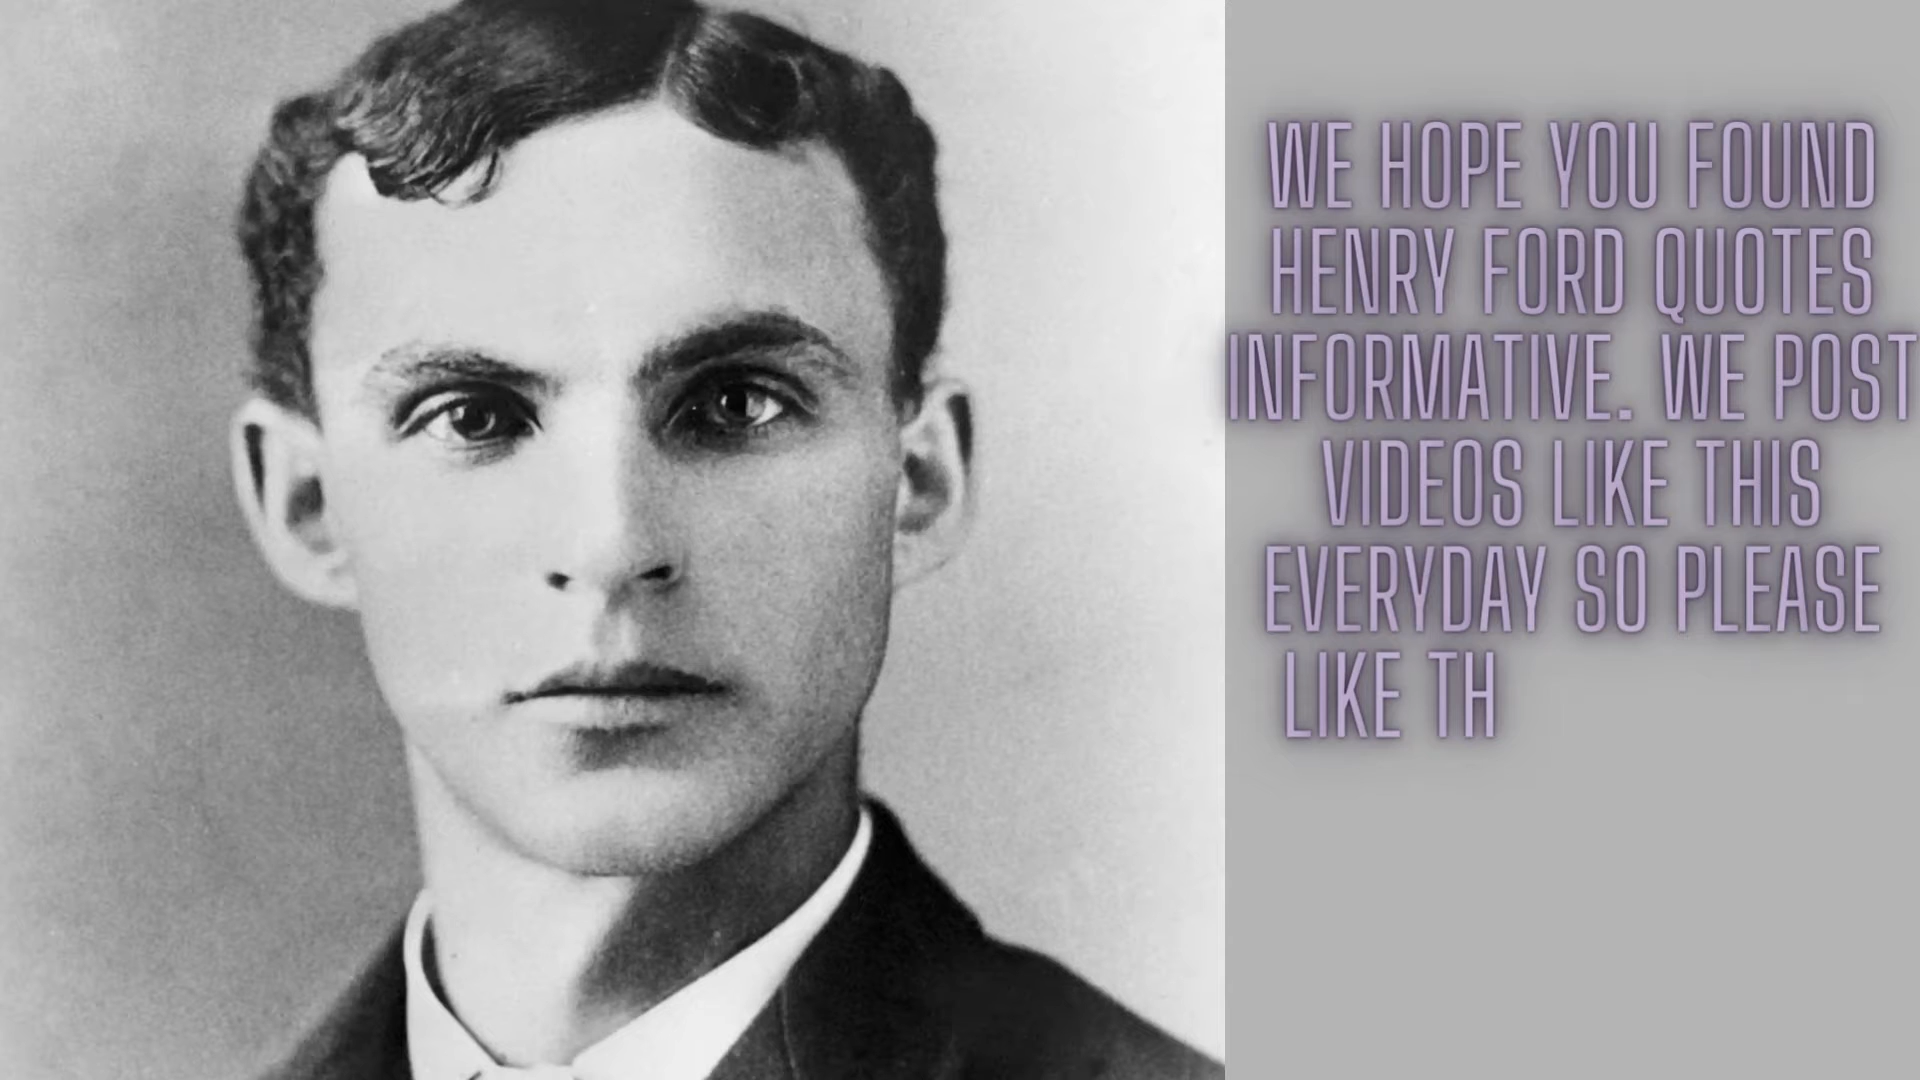 WE HOPE YOU FOUND
HENRY FORD QUOTES
INFORMATIVE. WE POST
VIDEOS LIKE THIS
EVERYDAY SO PLEASE
LIKE TH